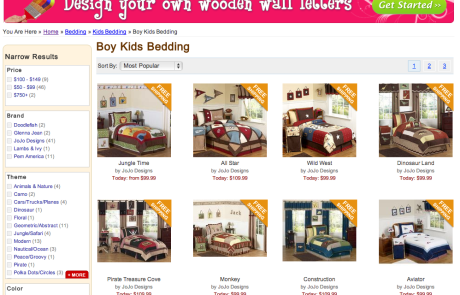 Design your own wooden wall letters
Get Started »
You Are Here » Home » Bedding » Kids Bedding » Boy Kids Bedding
Narrow Results
Price
$100 - $149 (9)
$50 - $99 (46)
$750+ (2)
Brand
Doodlefish (2)
Glenna Jean (2)
JoJo Designs (41)
Lambs & Ivy (1)
Pem America (11)
Theme
Animals & Nature (4)
Camo (2)
Cars/Trucks/Planes (4)
Dinosaur (1)
Floral (1)
Geometric/Abstract (11)
Jungle/Safari (4)
Modern (13)
Nautical/Ocean (3)
Peace/Groovy (1)
Pirate (1)
Polka Dots/Circles (3)
+ MORE
Color
Boy Kids Bedding
Sort By: Most Popular
1 2 3
FREE SHIPPING
FREE SHIPPING
FREE SHIPPING
FREE SHIPPING
Jungle Time
by JoJo Designs
Today: from $99.99
All Star
by JoJo Designs
Today: $109.99
Wild West
by JoJo Designs
Today: $99.99
Dinosaur Land
by JoJo Designs
Today: $99.99
FREE SHIPPING
FREE SHIPPING
Jack
FREE SHIPPING
FREE SHIPPING
Pirate Treasure Cove
by JoJo Designs
Today: $109.99
Monkey
by JoJo Designs
Today: $99.99
Construction
by JoJo Designs
Today: $109.99
Aviator
by JoJo Designs
Today: $99.99